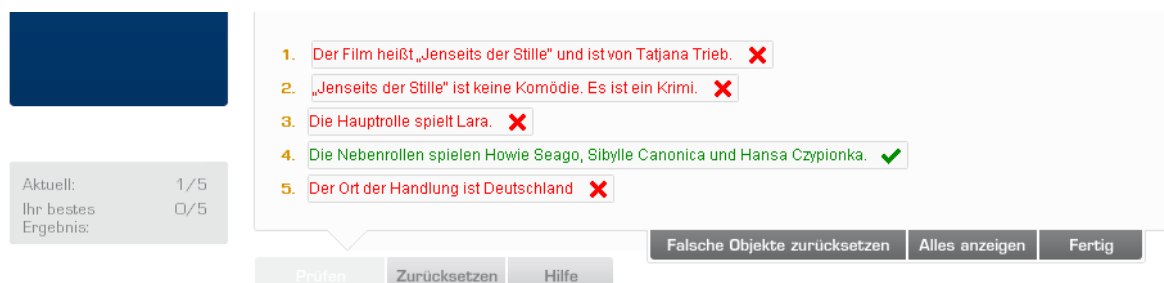 1. Der Film heißt „Jenseits der Stille" und ist von Tatjana Trieb.
2. „Jenseits der Stille" ist keine Komödie. Es ist ein Krimi.
3. Die Hauptrolle spielt Lara.
4. Die Nebenrollen spielen Howie Seago, Sibylle Canonica und Hansa Czypionka.
5. Der Ort der Handlung ist Deutschland
Aktuell: 1/5
Ihr bestes 0/5
Ergebnis:
Falsche Objekte zurücksetzen Alles anzeigen Fertig
Prüfen Zurücksetzen Hilfe